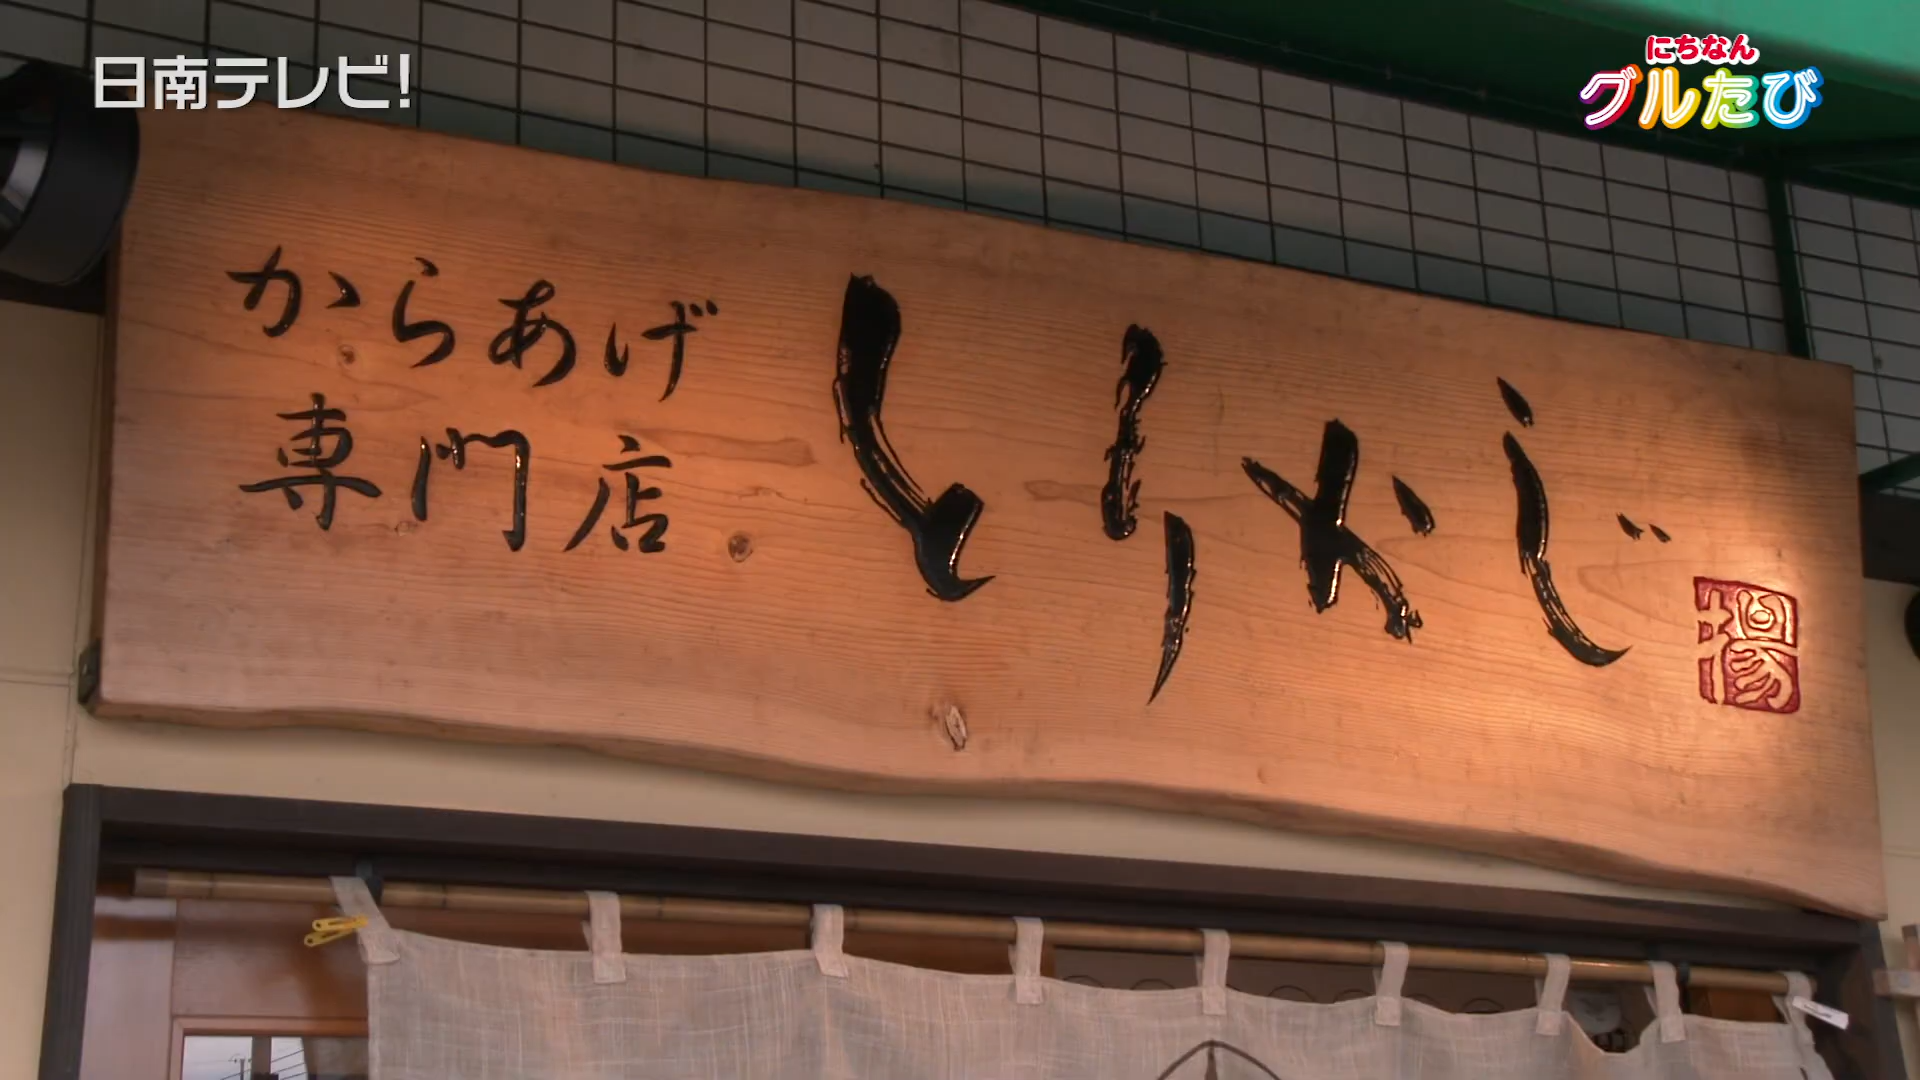 日南テレビ!
にちなん
グルたび
からあげ
専門店
とりかじ
揚